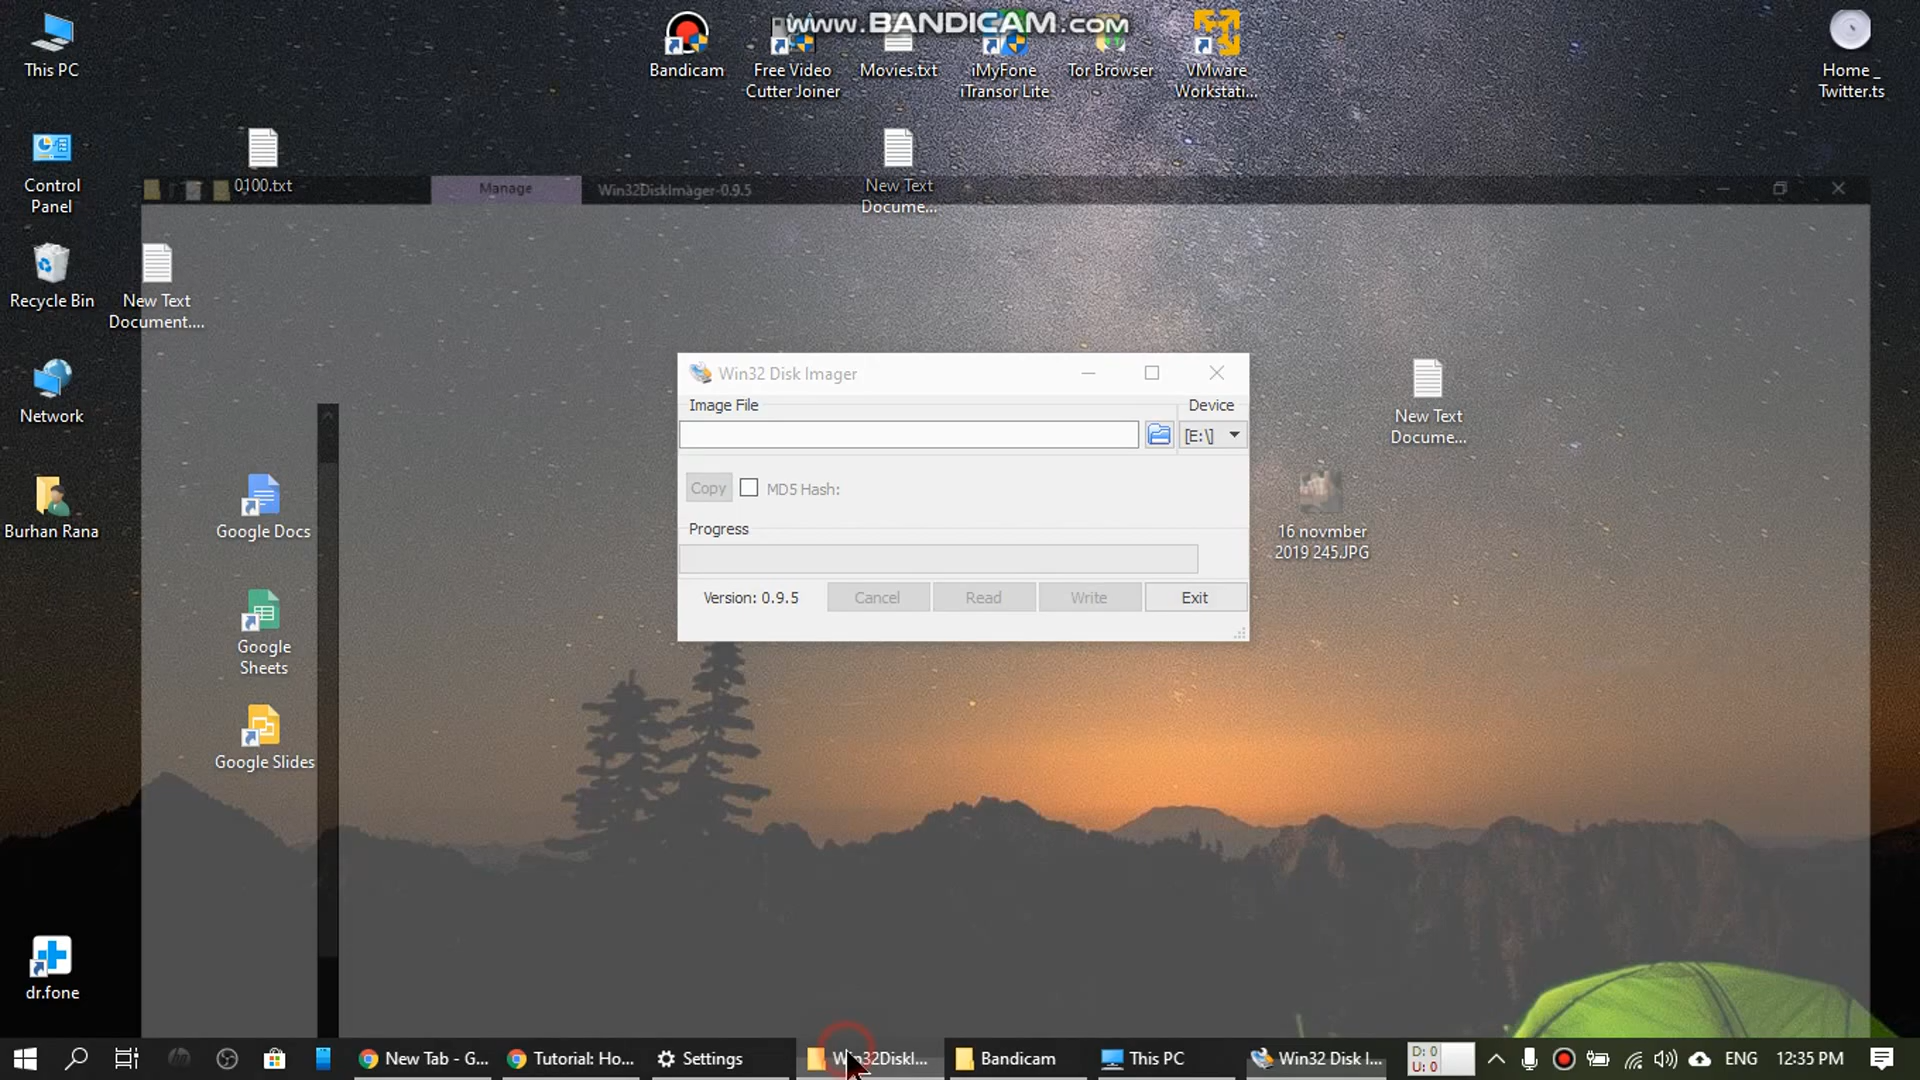 www.BANDICAM.com
This PC
Bandicam
Free Video
Cutter Joiner
Movies.txt
iMyFone
iTransor Lite
Tor Browser
VMware
Workstati...
Home _
Twitter.ts
Control
Panel
0100.txt
New Text
Docume...
Manage
Win32DiskImager-0.9.5
Recycle Bin
New Text
Document....
Network
Win32 Disk Imager
Image File
Device
[E:\]
Copy
MD5 Hash:
Progress
Version: 0.9.5
Cancel
Read
Write
Exit
New Text
Docume...
16 novmber
2019 245.JPG
Burhan Rana
Google Docs
Google
Sheets
Google Slides
dr.fone
New Tab - G...
Tutorial: Ho...
Settings
Win32DiskI...
Bandicam
This PC
Win32 Disk I...
D: 0
U: 0
ENG
12:35 PM